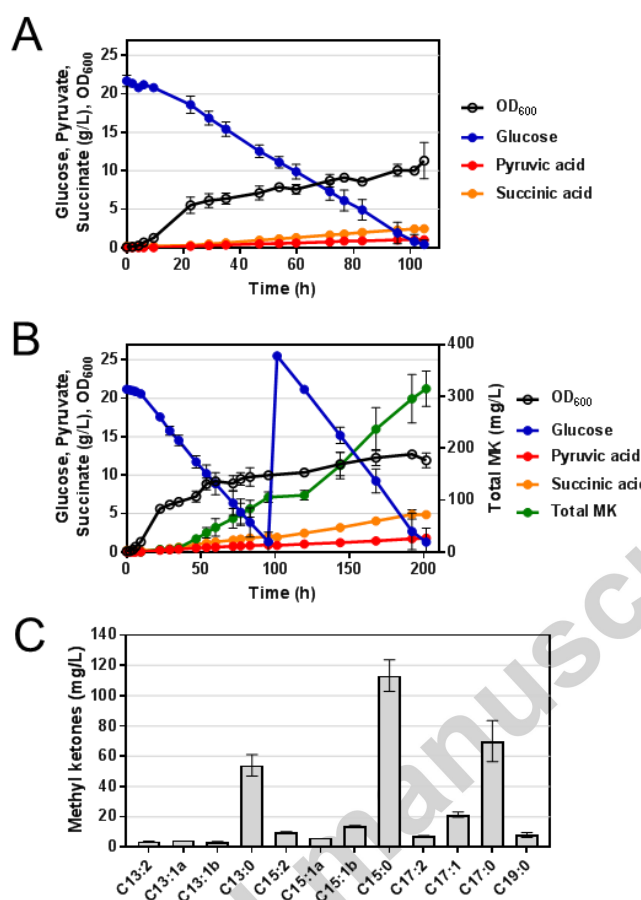 A
Glucose, Pyruvate,
Succinate (g/L), OD600
25
20
15
10
5
0
0 20 40 60 80 100
Time (h)
OD600
Glucose
Pyruvic acid
Succinic acid
B
Glucose, Pyruvate,
Succinate (g/L), OD600
25
20
15
10
5
0
0 50 100 150 200
Time (h)
400
300
200
100
0
Total MK (mg/L)
OD600
Glucose
Pyruvic acid
Succinic acid
Total MK
C
Methyl ketones (mg/L)
140
120
100
80
60
40
20
0
C13:2 C13:1a C13:1b C13:0 C15:2 C15:1a C15:1b C15:0 C17:2 C17:1 C17:0 C19:0
manusc